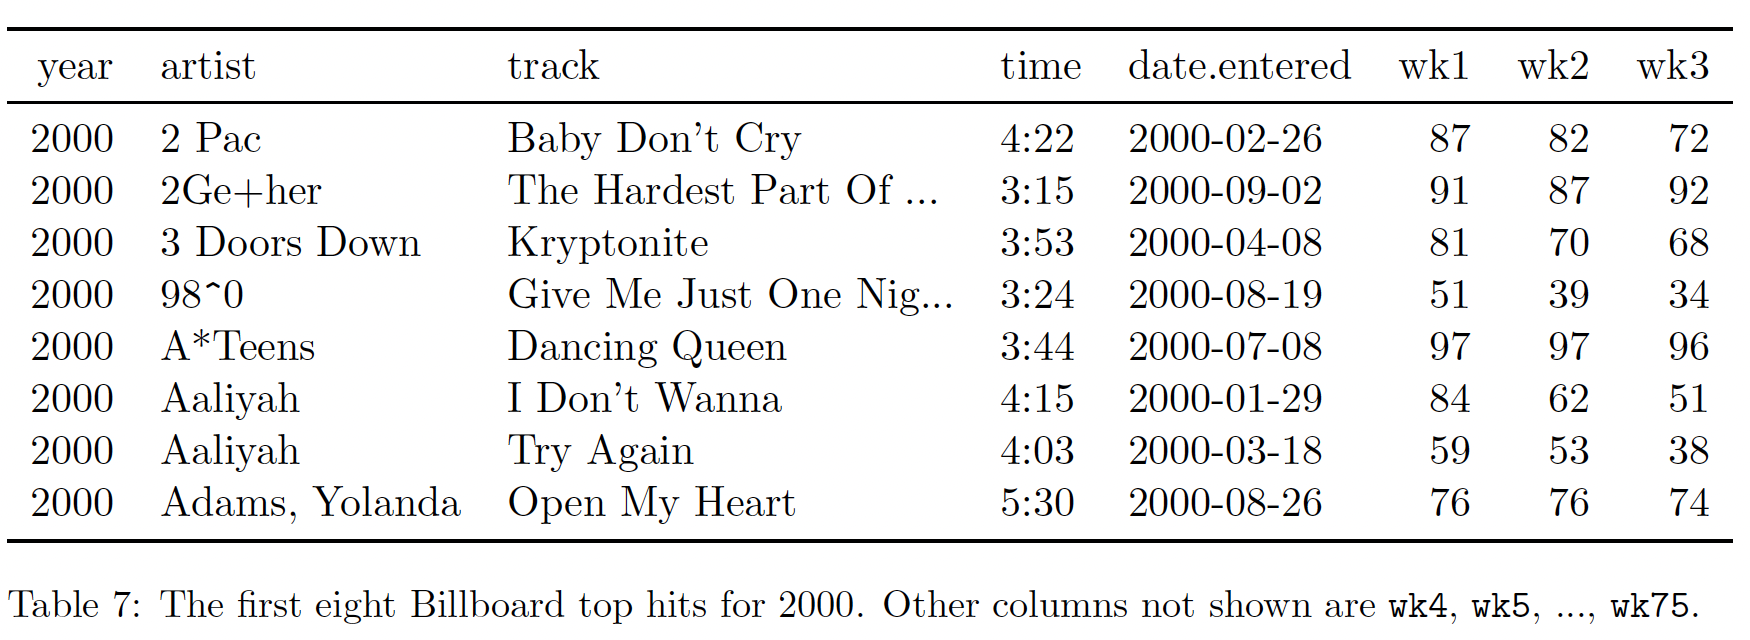 year artist track time date.entered wk1 wk2 wk3
2000 2 Pac Baby Don't Cry 4:22 2000-02-26 87 82 72
2000 2Ge+her The Hardest Part Of ... 3:15 2000-09-02 91 87 92
2000 3 Doors Down Kryptonite 3:53 2000-04-08 81 70 68
2000 98^0 Give Me Just One Nig... 3:24 2000-08-19 51 39 34
2000 A*Teens Dancing Queen 3:44 2000-07-08 97 97 96
2000 Aaliyah I Don't Wanna 4:15 2000-01-29 84 62 51
2000 Aaliyah Try Again 4:03 2000-03-18 59 53 38
2000 Adams, Yolanda Open My Heart 5:30 2000-08-26 76 76 74
Table 7: The first eight Billboard top hits for 2000. Other columns not shown are wk4, wk5, ..., wk75.